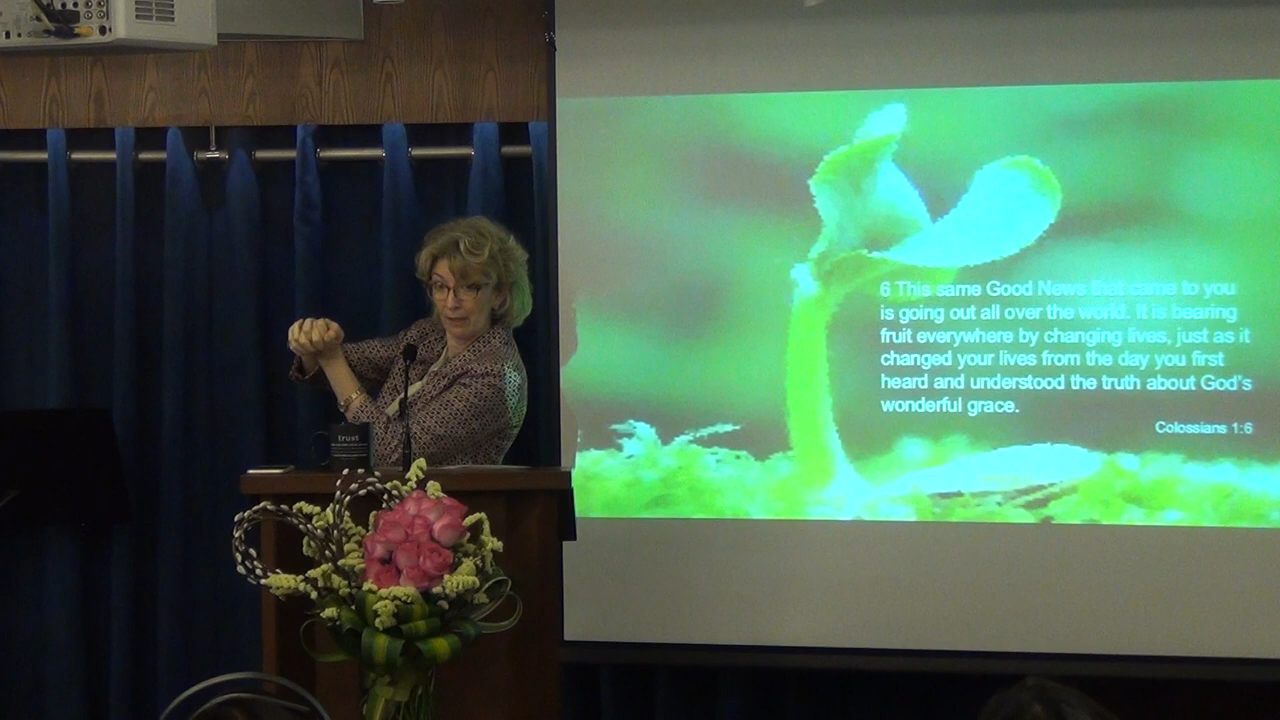 6 This same Good News that came to you
is going out all over the world. It is bearing
fruit everywhere by changing lives, just as it
changed your lives from the day you first
heard and understood the truth about God's
wonderful grace.
Colossians 1:6
trust